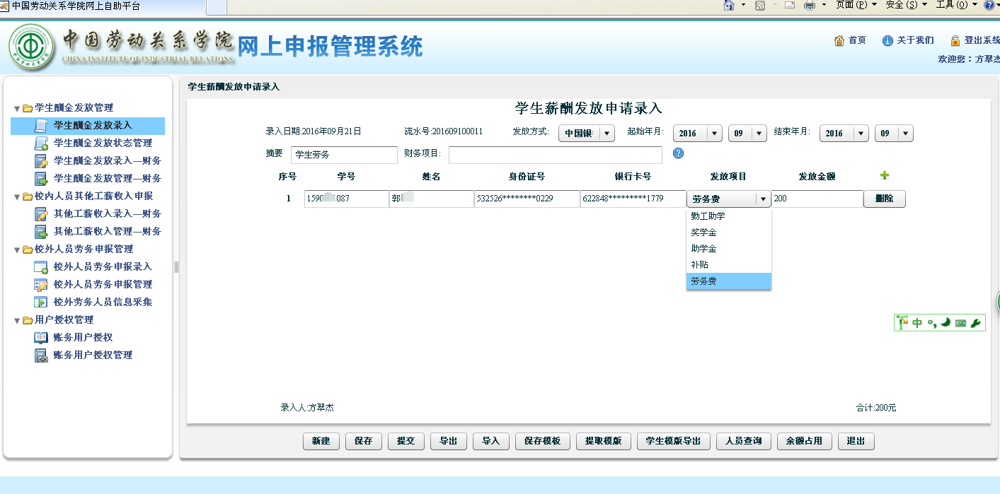 中国劳动关系学院网上自助平台
页面(P) 安全(S) 工具(O)
中国劳动关系学院
CHINA INSTITUTE OF INDUSTRIAL RELATIONS
网上申报管理系统
首页 关于我们 登出系统
欢迎您：方翠杰
学生酬金发放管理
学生酬金发放录入
学生酬金发放状态管理
学生酬金发放录入—财务
学生酬金发放管理—财务
校内人员其他工薪收入申报
其他工薪收入录入—财务
其他工薪收入管理—财务
校外人员劳务申报管理
校外人员劳务申报录入
校外人员劳务申报管理
校外劳务人员信息采集
用户授权管理
账务用户授权
账务用户授权管理
学生薪酬发放申请录入
学生薪酬发放申请录入
录入日期:2016年09月21日 流水号:201609100011 发放方式: 中国银 起始年月: 2016 09 结束年月: 2016 09
摘要 学生劳务 财务项目:
序号 学号 姓名 身份证号 银行卡号 发放项目 发放金额
1 1590 1087 郭 532526********0229 622848*********1779 劳务费 200 删除
勤工助学
奖学金
助学金
补贴
劳务费
中
录入人:方翠杰 合计:200元
新建 保存 提交 导出 导入 保存模板 提取模版 学生模版导出 人员查询 余额占用 退出